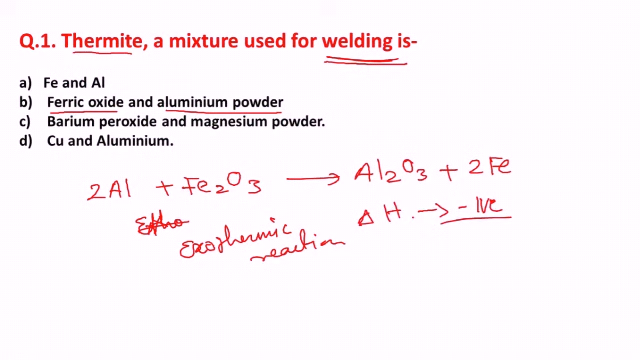 Q.1. Thermite, a mixture used for welding is-
a) Fe and Al
b) Ferric oxide and aluminium powder
c) Barium peroxide and magnesium powder.
d) Cu and Aluminium.
2Al + Fe2O3 → Al2O3 + 2Fe
ΔH. → -ive
Exothermic
reaction